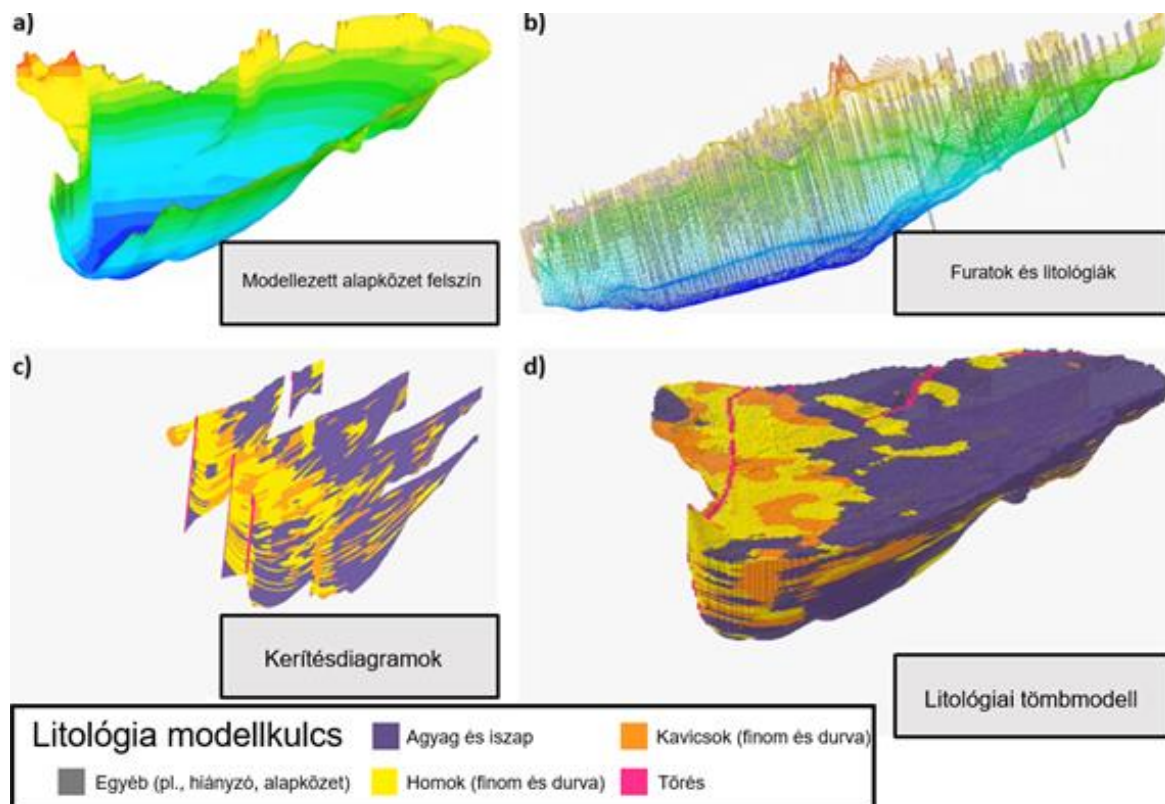 a)
Modellezett alapkőzet felszín
b)
Furatok és litológiák
c)
Kerítésdiagramok
d)
Litológiai tömbmodell
Litológia modellkulcs
Agyag és iszap
Kavicsok (finom és durva)
Egyéb (pl., hiányzó, alapkőzet)
Homok (finom és durva)
Törés